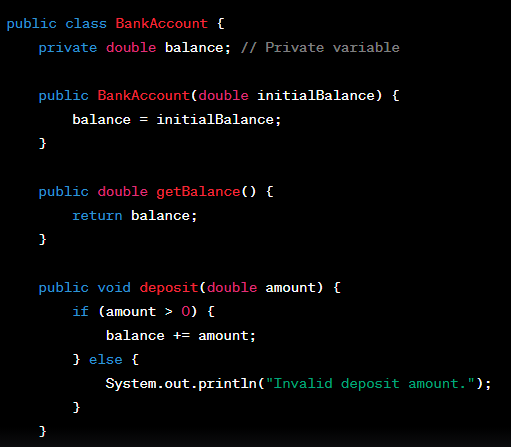 public class BankAccount {
    private double balance; // Private variable

    public BankAccount(double initialBalance) {
        balance = initialBalance;
    }

    public double getBalance() {
        return balance;
    }

    public void deposit(double amount) {
        if (amount > 0) {
            balance += amount;
        } else {
            System.out.println("Invalid deposit amount.");
        }
    }